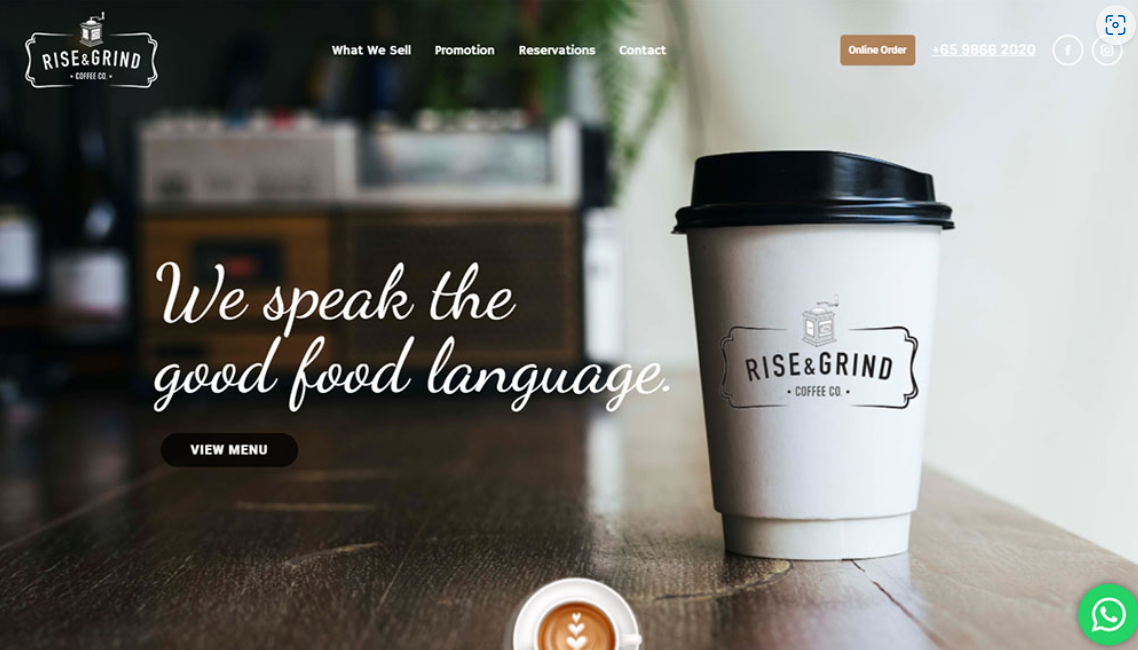 RISE&GRIND
• COFFEE CO. •
What We Sell
Promotion
Reservations
Contact
Online Order
+65 9866 2020
f
We speak the
good food language.
VIEW MENU
RISE&GRIND
• COFFEE CO. •